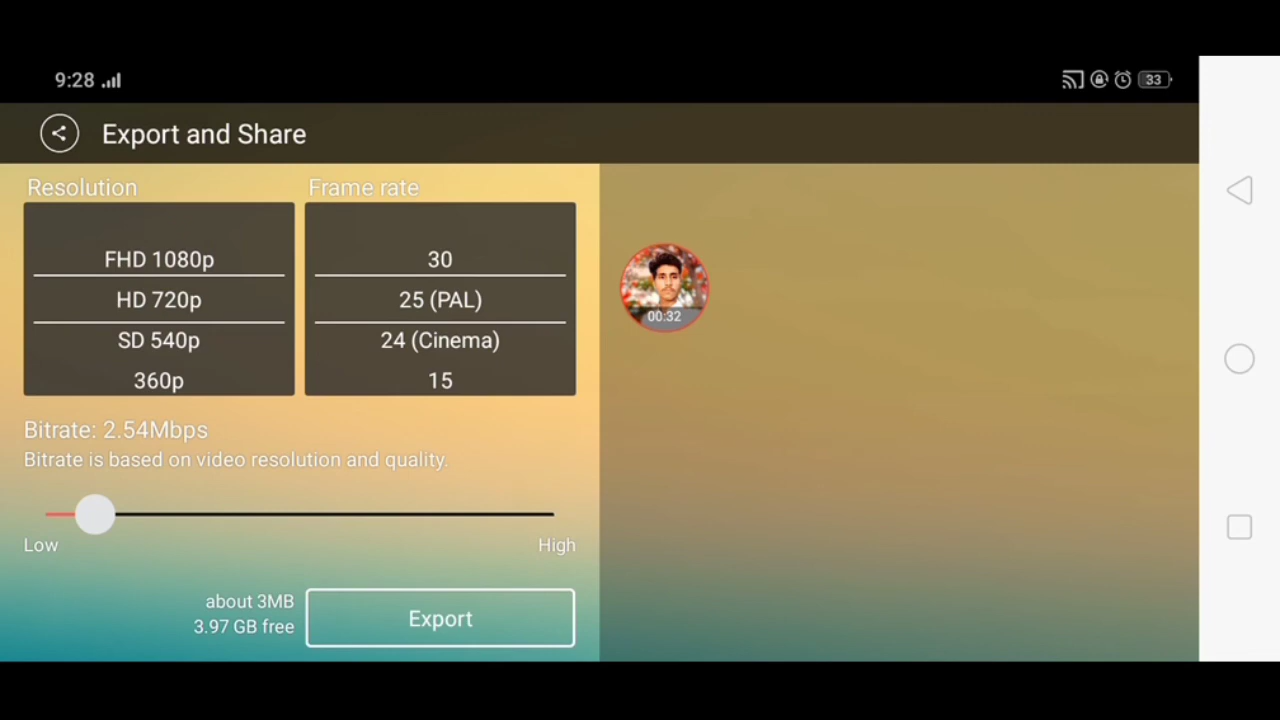 9:28
33
Export and Share
Resolution
Frame rate
FHD 1080p
HD 720p
SD 540p
360p
30
25 (PAL)
24 (Cinema)
15
00:32
Bitrate: 2.54Mbps
Bitrate is based on video resolution and quality.
Low
High
about 3MB
3.97 GB free
Export